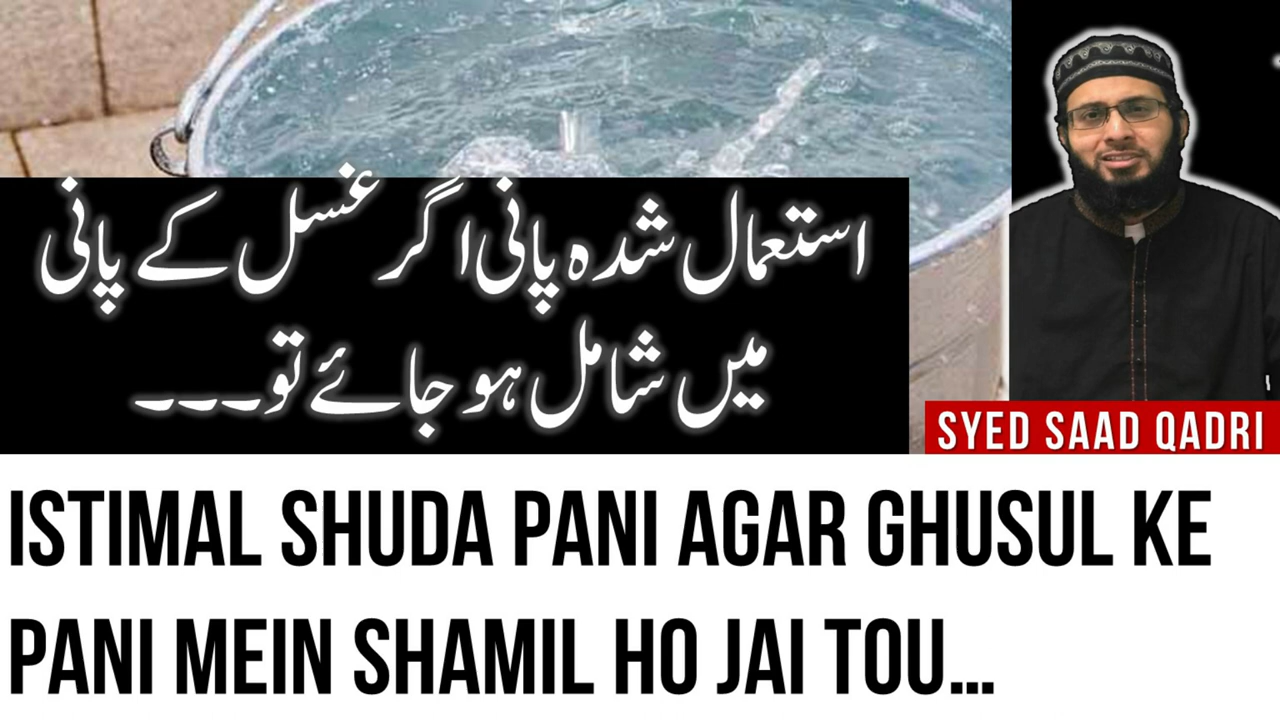 استعمال شدہ پانی اگر غسل کے پانی
میں شامل ہو جائے تو۔۔۔
SYED SAAD QADRI
ISTIMAL SHUDA PANI AGAR GHUSUL KE
PANI MEIN SHAMIL HO JAI TOU...